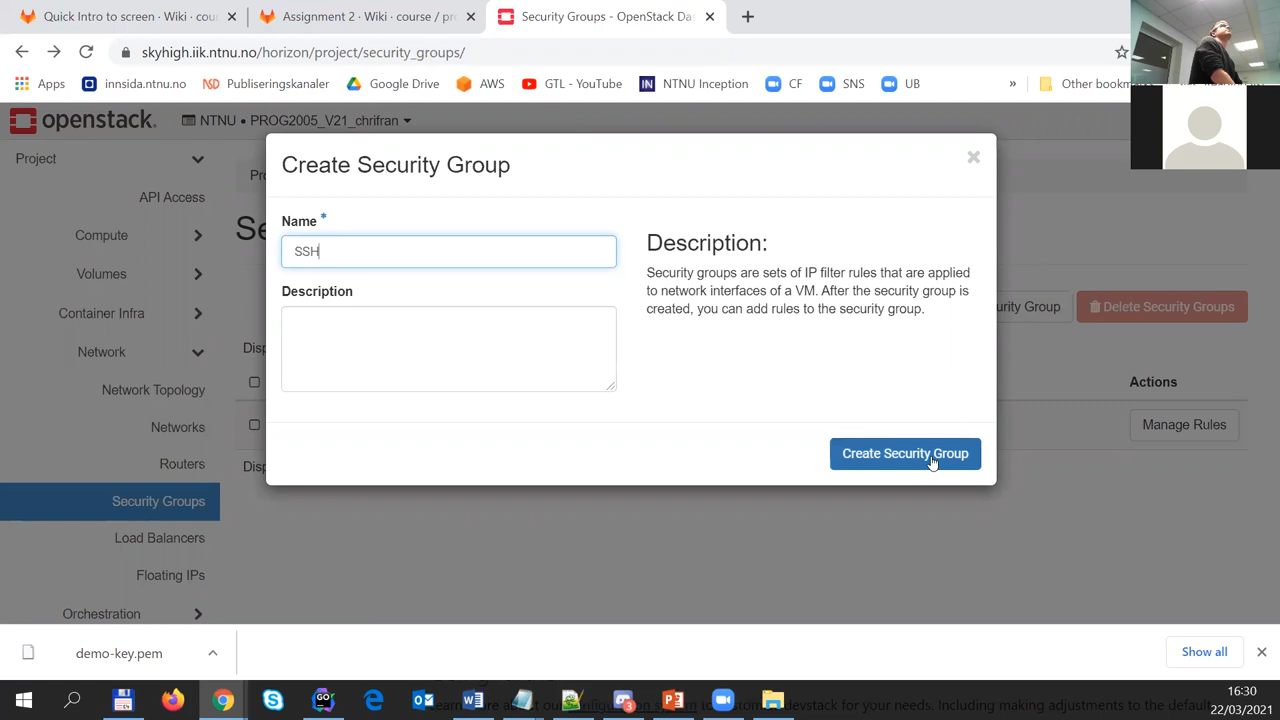 Quick Intro to screen · Wiki · cou
Assignment 2 · Wiki · course / pr
Security Groups - OpenStack Das
skyhigh.iik.ntnu.no/horizon/project/security_groups/
Apps
innsida.ntnu.no
Publiseringskanaler
Google Drive
AWS
GTL - YouTube
NTNU Inception
CF
SNS
UB
»
Other bookm
openstack.
NTNU • PROG2005_V21_chrifran
Project
API Access
Compute
Volumes
Container Infra
Network
Network Topology
Networks
Routers
Security Groups
Load Balancers
Floating IPs
Orchestration
Pro
Se
urity Group
Delete Security Groups
Disp
Actions
Manage Rules
Disp
Create Security Group
Name *
SSH
Description
Description:
Security groups are sets of IP filter rules that are applied
to network interfaces of a VM. After the security group is
created, you can add rules to the security group.
Create Security Group
demo-key.pem
Show all
16:30
22/03/2021